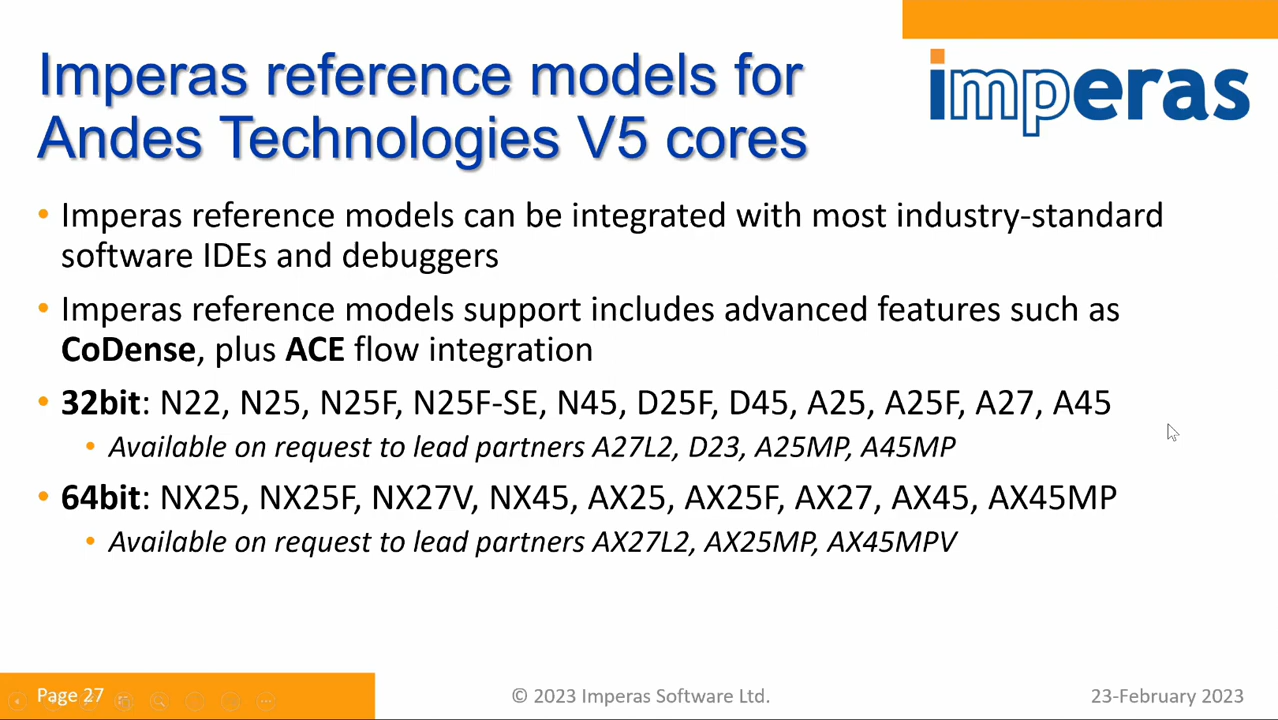 Imperas reference models for
Andes Technologies V5 cores
imperas
• Imperas reference models can be integrated with most industry-standard
software IDEs and debuggers
• Imperas reference models support includes advanced features such as
CoDense, plus ACE flow integration
• 32bit: N22, N25, N25F, N25F-SE, N45, D25F, D45, A25, A25F, A27, A45
• Available on request to lead partners A27L2, D23, A25MP, A45MP
• 64bit: NX25, NX25F, NX27V, NX45, AX25, AX25F, AX27, AX45, AX45MP
• Available on request to lead partners AX27L2, AX25MP, AX45MPV
Page 27
© 2023 Imperas Software Ltd.
23-February 2023